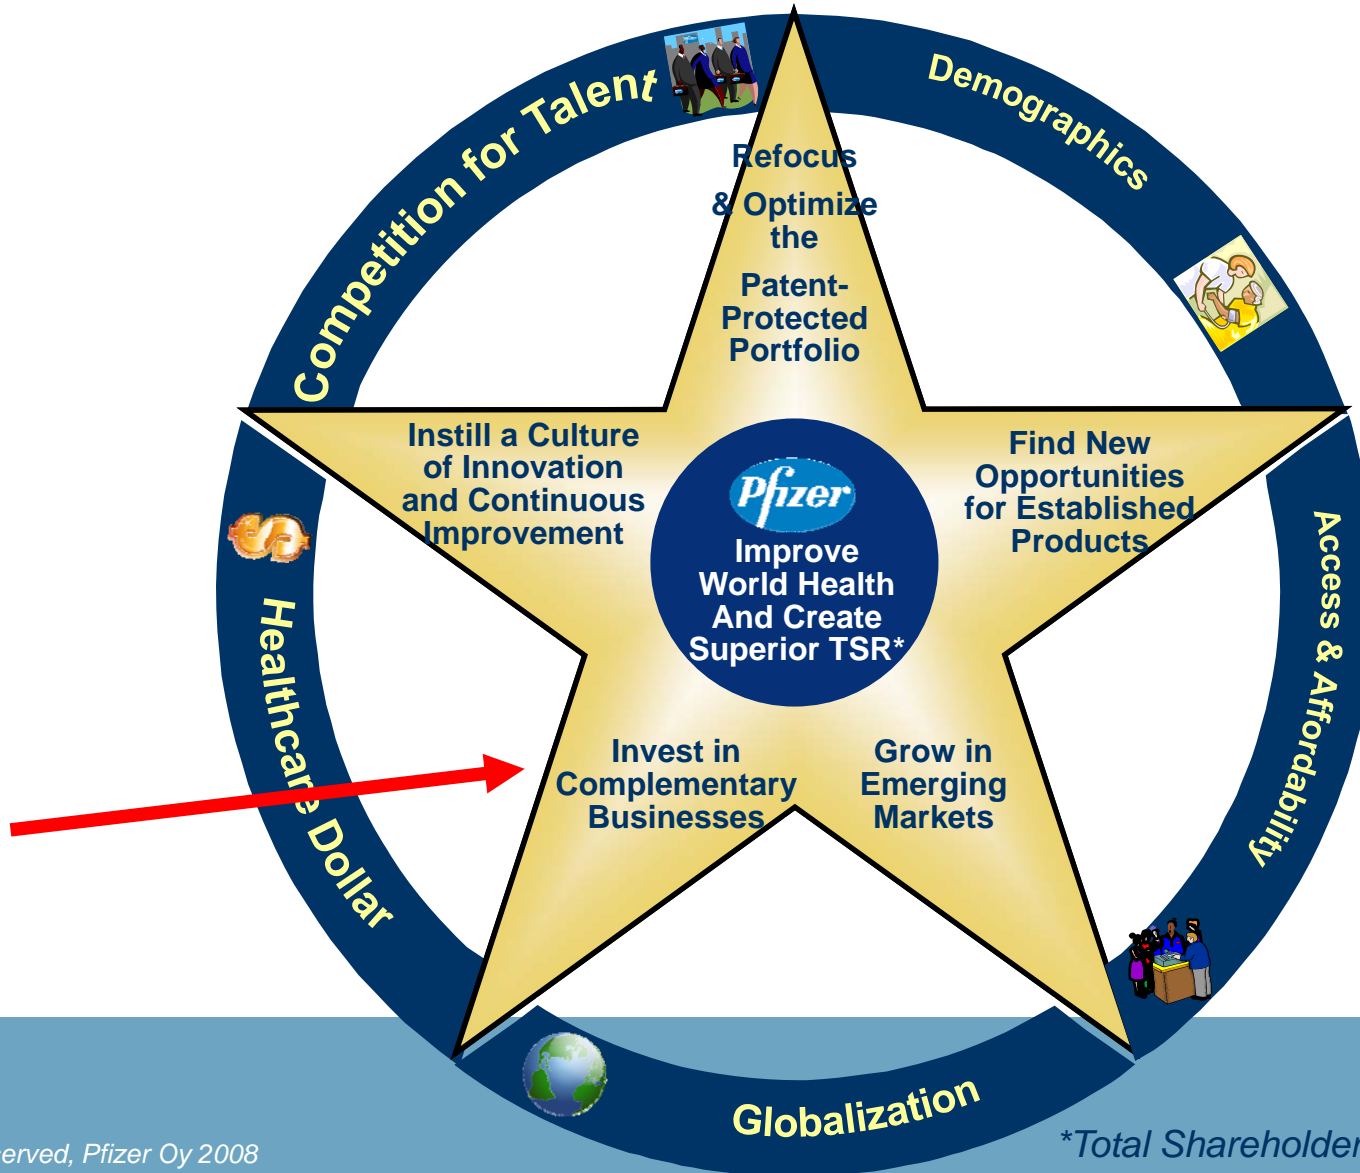 Competition for Talent
Demographics
Refocus
& Optimize
the
Patent-
Protected
Portfolio
Instill a Culture
of Innovation
and Continuous
Improvement
Find New
Opportunities
for Established
Products
Pfizer
Improve
World Health
And Create
Superior TSR*
Access & Affordability
Healthcare Dollar
Invest in
Complementary
Businesses
Grow in
Emerging
Markets
Globalization
*Total Shareholder
erved, Pfizer Oy 2008